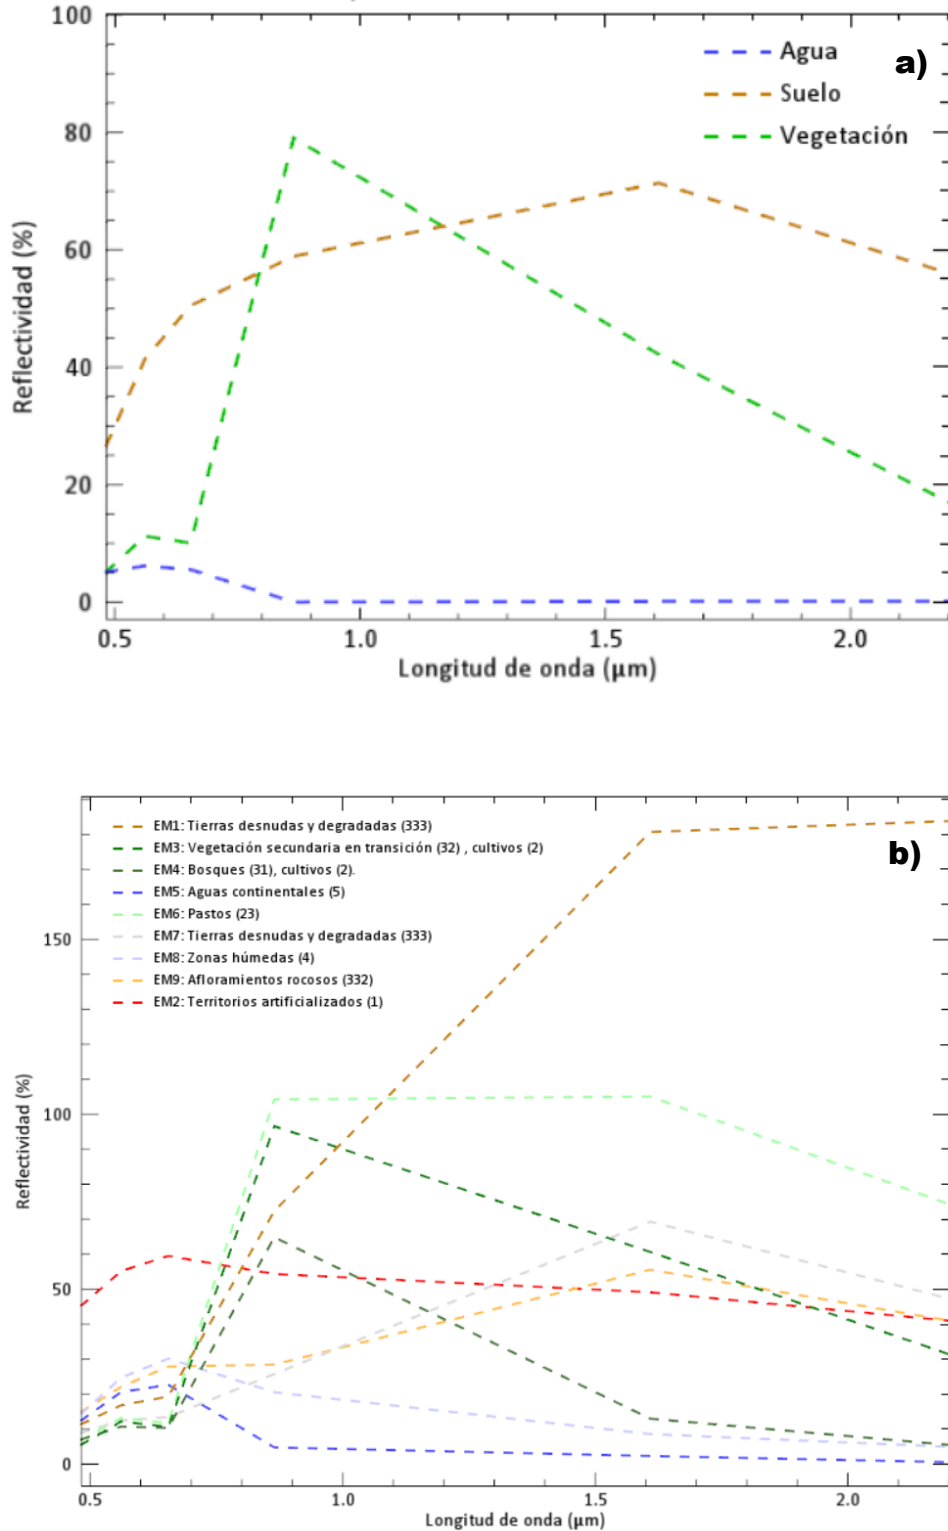 100
80
60
40
20
0
Reflectividad (%)
Agua
Suelo
Vegetación
a)
0.5
1.0
1.5
2.0
Longitud de onda (µm)
EM1: Tierras desnudas y degradadas (333)
EM3: Vegetación secundaria en transición (32) , cultivos (2)
EM4: Bosques (31), cultivos (2).
EM5: Aguas continentales (5)
EM6: Pastos (23)
EM7: Tierras desnudas y degradadas (333)
EM8: Zonas húmedas (4)
EM9: Afloramientos rocosos (332)
EM2: Territorios artificializados (1)
b)
150
100
50
0
Reflectividad (%)
0.5
1.0
1.5
2.0
Longitud de onda (µm)